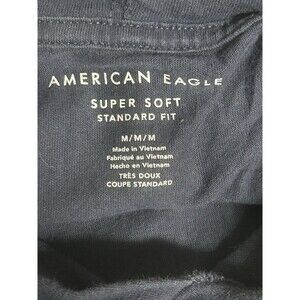 AMERICAN EAGLE
SUPER SOFT
STANDARD FIT
M/M/M
Made in Vietnam
Fabriqué au Vietnam
Hecho en Vietnam
TRÈS DOUX
COUPE STANDARD